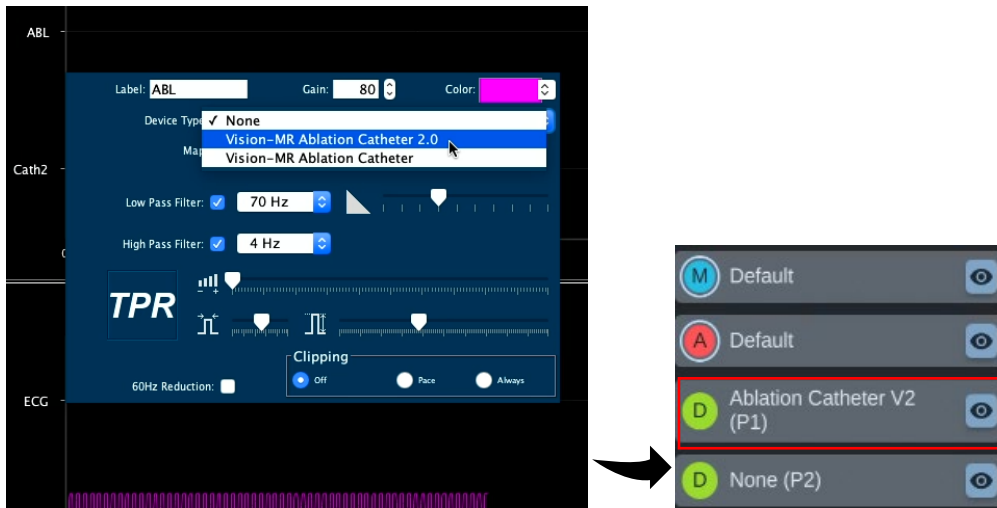 ABL
Label: ABL Gain: 80 Color:
Device Type ✓ None
Vision-MR Ablation Catheter 2.0
Map
Vision-MR Ablation Catheter
Cath2
Low Pass Filter: 70 Hz
High Pass Filter: 4 Hz
TPR
- +
Clipping
Off Pace Always
60Hz Reduction:
ECG
M Default
A Default
D Ablation Catheter V2
(P1)
D None (P2)